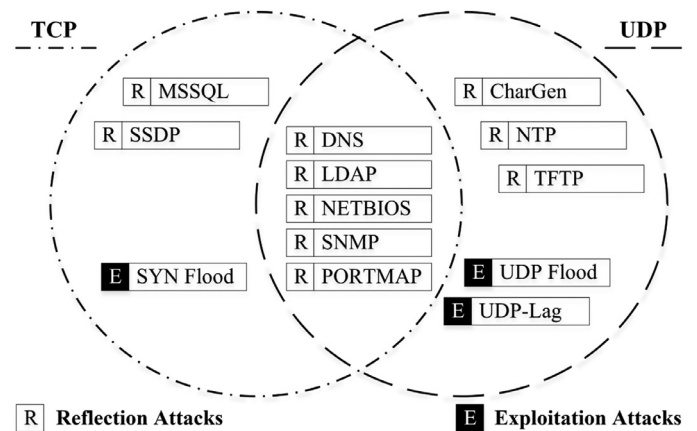 TCP
UDP
R MSSQL
R CharGen
R SSDP
R NTP
R DNS
R LDAP
R TFTP
R NETBIOS
R SNMP
E SYN Flood
R PORTMAP
E UDP Flood
E UDP-Lag
R Reflection Attacks
E Exploitation Attacks